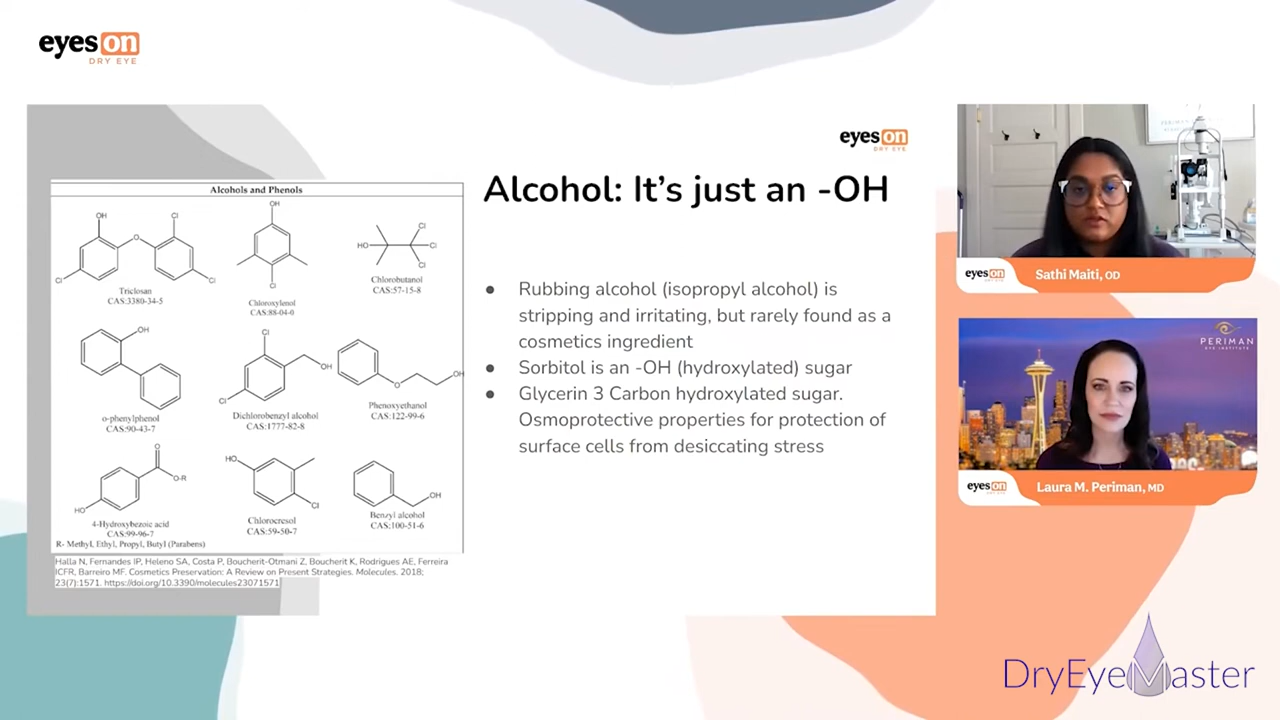 eyes on
DRY EYE
eyes on
DRY EYE
Alcohol: It's just an -OH
Alcohols and Phenols
OH
Cl
O
Cl
Cl
Triclosan
CAS:3380-34-5
OH
Cl
Chloroxylenol
CAS:88-04-0
HO
Cl
Cl
Cl
Chlorobutanol
CAS:57-15-8
OH
o-phenylphenol
CAS:90-43-7
Cl
OH
Cl
Dichlorobenzyl alcohol
CAS:1777-82-8
O
OH
Phenoxyethanol
CAS:122-99-6
O
O-R
HO
4-Hydroxybezoic acid
CAS:99-96-7
R- Methyl, Ethyl, Propyl, Butyl (Parabens)
HO
Cl
Chlorocresol
CAS:59-50-7
OH
Benzyl alcohol
CAS:100-51-6
Halla N, Fernandes IP, Heleno SA, Costa P, Boucherit-Otmani Z, Boucherit K, Rodrigues AE, Ferreira
ICFR, Barreiro MF. Cosmetics Preservation: A Review on Present Strategies. Molecules. 2018;
23(7):1571. https://doi.org/10.3390/molecules23071571
● Rubbing alcohol (isopropyl alcohol) is
stripping and irritating, but rarely found as a
cosmetics ingredient
● Sorbitol is an -OH (hydroxylated) sugar
● Glycerin 3 Carbon hydroxylated sugar.
Osmoprotective properties for protection of
surface cells from desiccating stress
eyes on
Sathi Maiti, OD
PERIMAN
EYE INSTITUTE
eyes on
Laura M. Periman, MD
DryEyeMaster